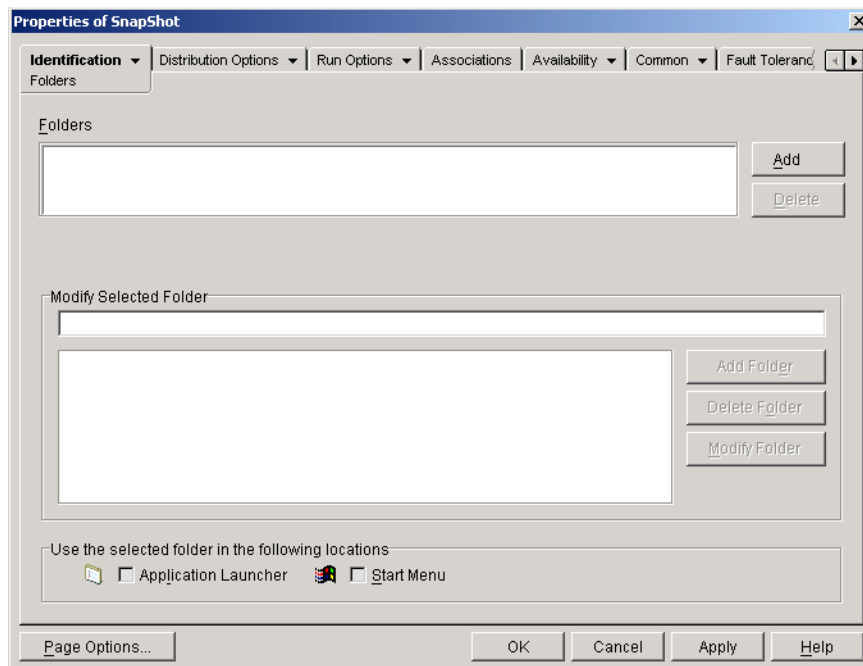 Properties of SnapShot
Identification Distribution Options Run Options Associations Availability Common Fault Toleranc
Folders
Folders
Add
Delete
Modify Selected Folder
Add Folder
Delete Folder
Modify Folder
Use the selected folder in the following locations
Application Launcher Start Menu
Page Options... OK Cancel Apply Help